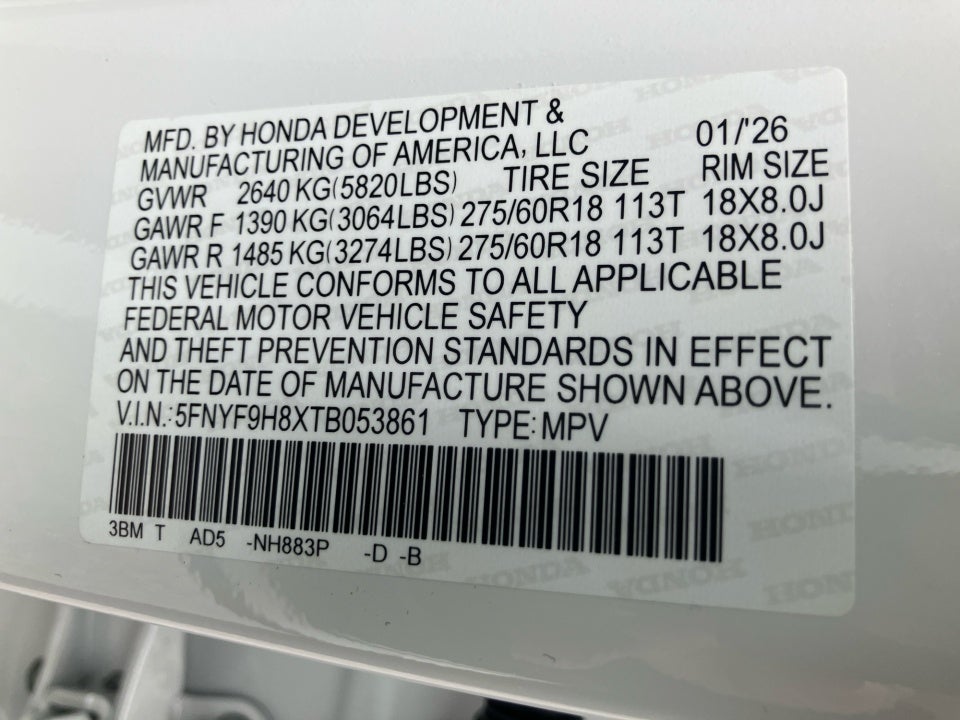 MFD. BY HONDA DEVELOPMENT &
MANUFACTURING OF AMERICA, LLC 01/'26
GVWR 2640 KG(5820LBS) TIRE SIZE RIM SIZE
GAWR F 1390 KG(3064LBS) 275/60R18 113T 18X8.0J
GAWR R 1485 KG(3274LBS) 275/60R18 113T 18X8.0J
THIS VEHICLE CONFORMS TO ALL APPLICABLE
FEDERAL MOTOR VEHICLE SAFETY
AND THEFT PREVENTION STANDARDS IN EFFECT
ON THE DATE OF MANUFACTURE SHOWN ABOVE.
V.I.N.: 5FNYF9H8XTB053861 TYPE: MPV
3BM T AD5 -NH883P -D -B